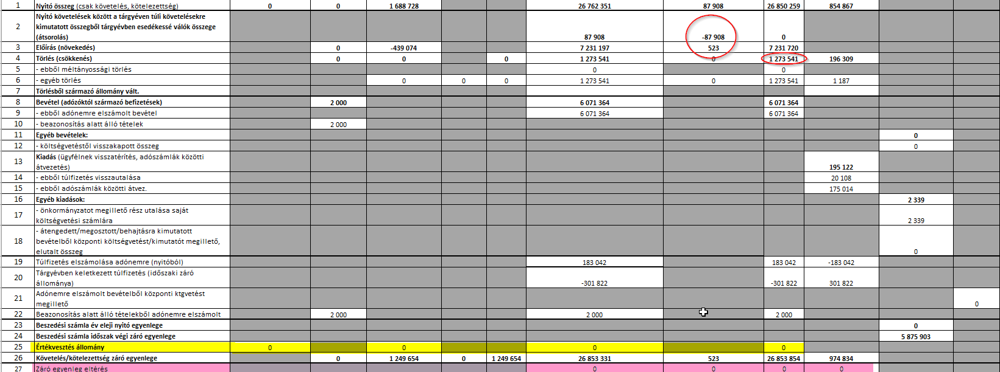 1 Nyitó összeg (csak követelés, kötelezettség) 0 0 1 688 728 26 762 351 87 908 26 850 259 854 867
2 Nyitó követelések között a tárgyéven túli követelésekre
kimutatott összegből tárgyévben esedékessé válók összege
(átsorolás) 87 908 -87 908 0
3 Előírás (növekedés) 0 -439 074 7 231 197 523 7 231 720
4 Törlés (csökkenés) 0 0 0 1 273 541 0 1 273 541 196 309
5 - ebből méltányossági törlés 0 0
6 - egyéb törlés 0 0 0 1 273 541 0 1 273 541 1 187
7 Törlésből származó állomány vált.
8 Bevétel (adózóktól származó befizetések) 2 000 6 071 364 6 071 364
9 - ebből adónemre elszámolt bevétel 6 071 364 6 071 364
10 - beazonosítás alatt álló tételek 2 000
11 Egyéb bevételek: 0
12 - költségvetéstől visszakapott összeg 0
13 Kiadás (ügyfélnek visszatérítés, adószámlák közötti
átvezetés) 195 122
14 - ebből túlfizetés visszautalása 20 108
15 - ebből adószámlák közötti átvez. 175 014
16 Egyéb kiadások: 2 339
17 - önkormányzatot megillető rész utalása saját
költségvetési számlára 2 339
18 - átengedett/megosztott/behajtásra kimutatott
bevételből központi költségvetést/kimutatót megillető,
elutalt összeg 0
19 Túlfizetés elszámolása adónemre (nyitóból) 183 042 183 042 -183 042
20 Tárgyévben keletkezett túlfizetés (időszaki záró
állománya) -301 822 -301 822 301 822
21 Adónemre elszámolt bevételből központi ktgvetést
megillető 0
22 Beazonosítás alatt álló tételekből adónemre elszámolt 2 000 2 000 2 000
23 Beszedési számla év eleji nyitó egyenlege 0
24 Beszedési számla időszak végi záró egyenlege 5 875 903
25 Értékvesztés állomány 0 0 0 0
26 Követelés/kötelezettség záró egyenlege 0 1 249 654 0 1 249 654 26 853 331 523 26 853 854 974 834
27 Záró egyenleg eltérés 0 0 0 0